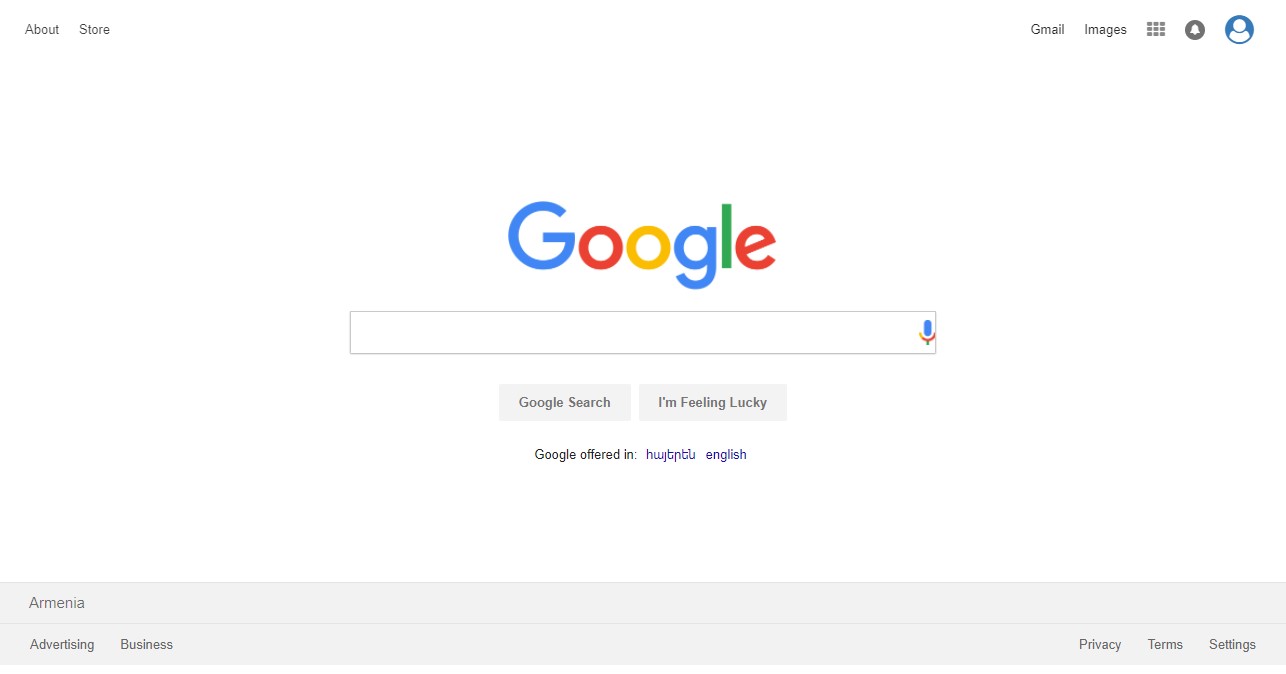 About Store Gmail Images
Google
Google Search I'm Feeling Lucky
Google offered in: հայերեն english
Armenia
Advertising Business Privacy Terms Settings